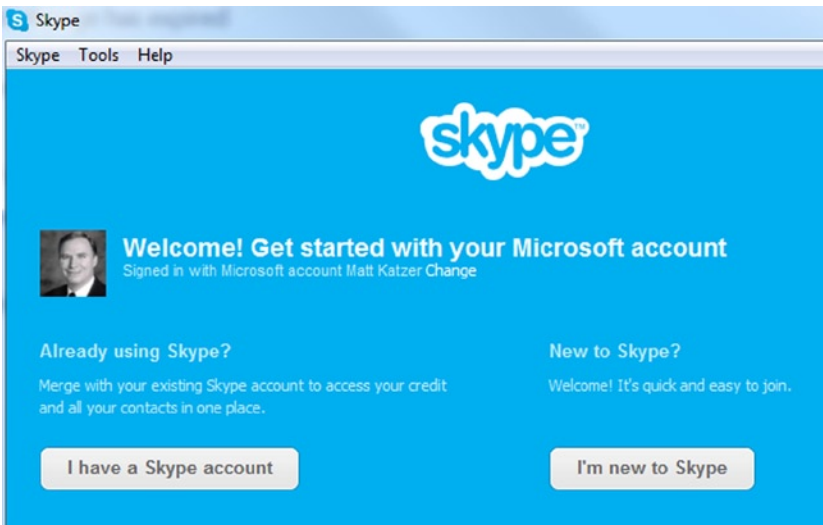 Skype
Skype Tools Help
skype™
Welcome! Get started with your Microsoft account
Signed in with Microsoft account Matt Katzer Change
Already using Skype?
Merge with your existing Skype account to access your credit
and all your contacts in one place.
I have a Skype account
New to Skype?
Welcome! It's quick and easy to join.
I'm new to Skype